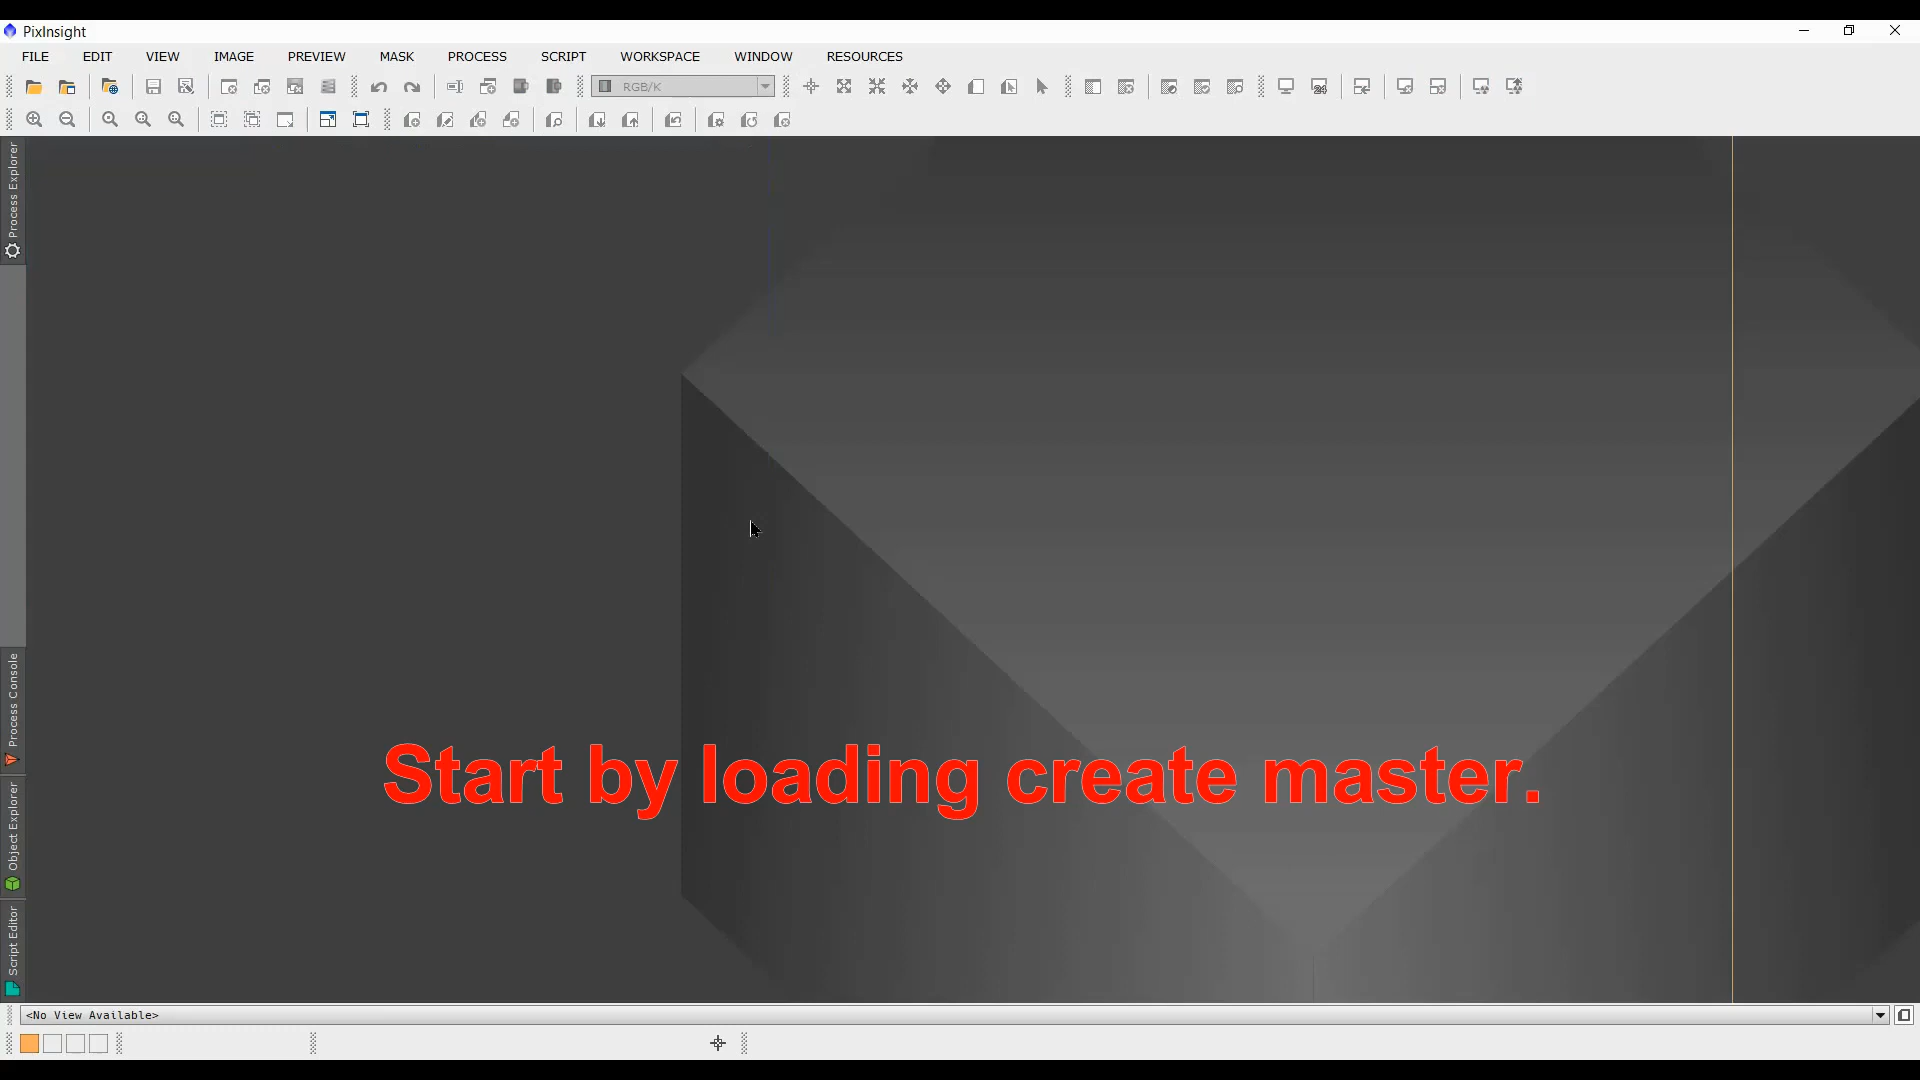 PixInsight
FILE EDIT VIEW IMAGE PREVIEW MASK PROCESS SCRIPT WORKSPACE WINDOW RESOURCES
RGB/K
Process Explorer
Process Console
Object Explorer
Script Editor
Start by loading create master.
<No View Available>